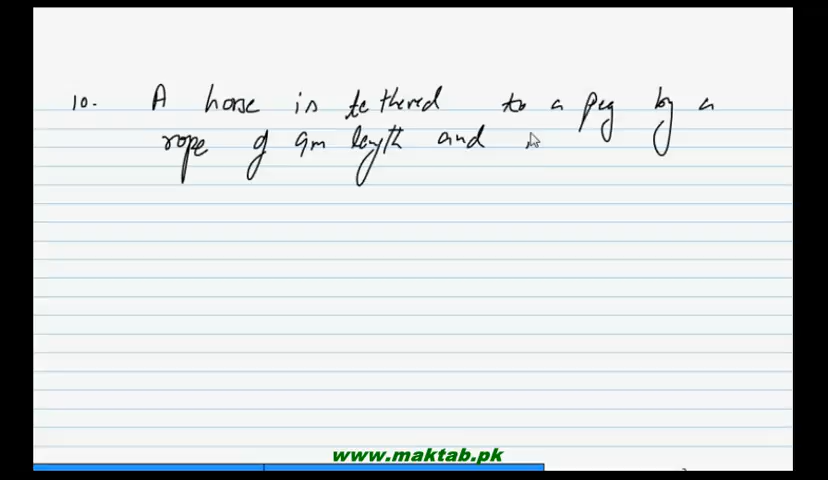 10. A horse is tethered to a peg by a
rope of 9m length and
www.maktab.pk